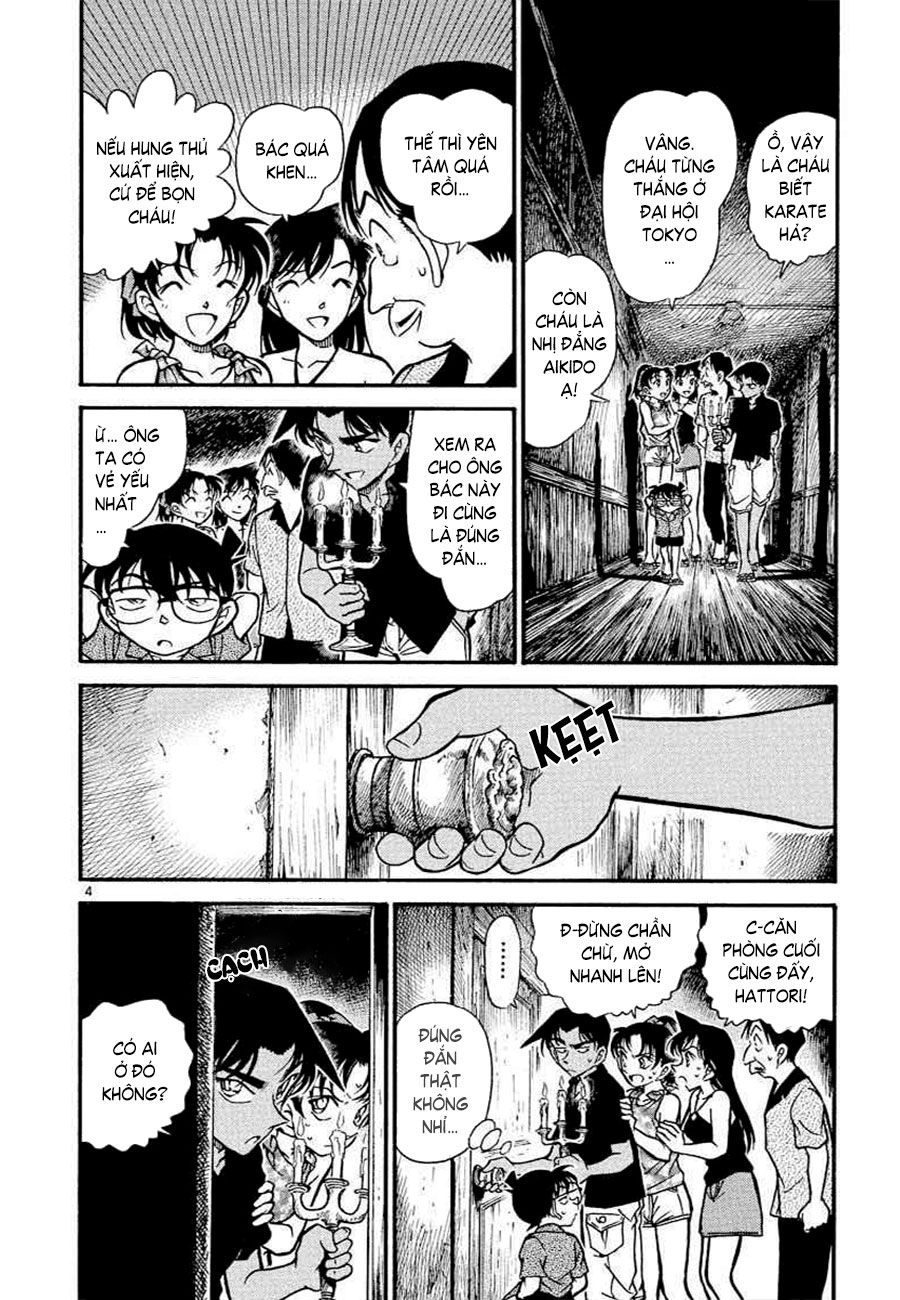 Ồ, VẬY
LÀ CHÁU
BIẾT
KARATE
HẢ?
VÂNG.
CHÁU TỪNG
THẮNG Ở
ĐẠI HỘI
TOKYO
...
CÒN
CHÁU LÀ
NHỊ ĐẲNG
AIKIDO
Ạ!
THẾ THÌ YÊN
TÂM QUÁ
RỒI...
BÁC QUÁ
KHEN...
NẾU HUNG THỦ
XUẤT HIỆN,
CỨ ĐỂ BỌN
CHÁU!
XEM RA
CHO ÔNG
BÁC NÀY
ĐI CÙNG
LÀ ĐÚNG
ĐẮN...
Ừ... ÔNG
TA CÓ
VẺ YẾU
NHẤT
...
KẸẸT
4
C-CĂN
PHÒNG CUỐI
CÙNG ĐẤY,
HATTORI!
Đ-ĐỪNG CHẦN
CHỪ, MỞ
NHANH LÊN!
......
ĐÚNG
ĐẮN THẬT
KHÔNG
NHỈ...
CẠCH
CÓ AI
Ở ĐÓ
KHÔNG?